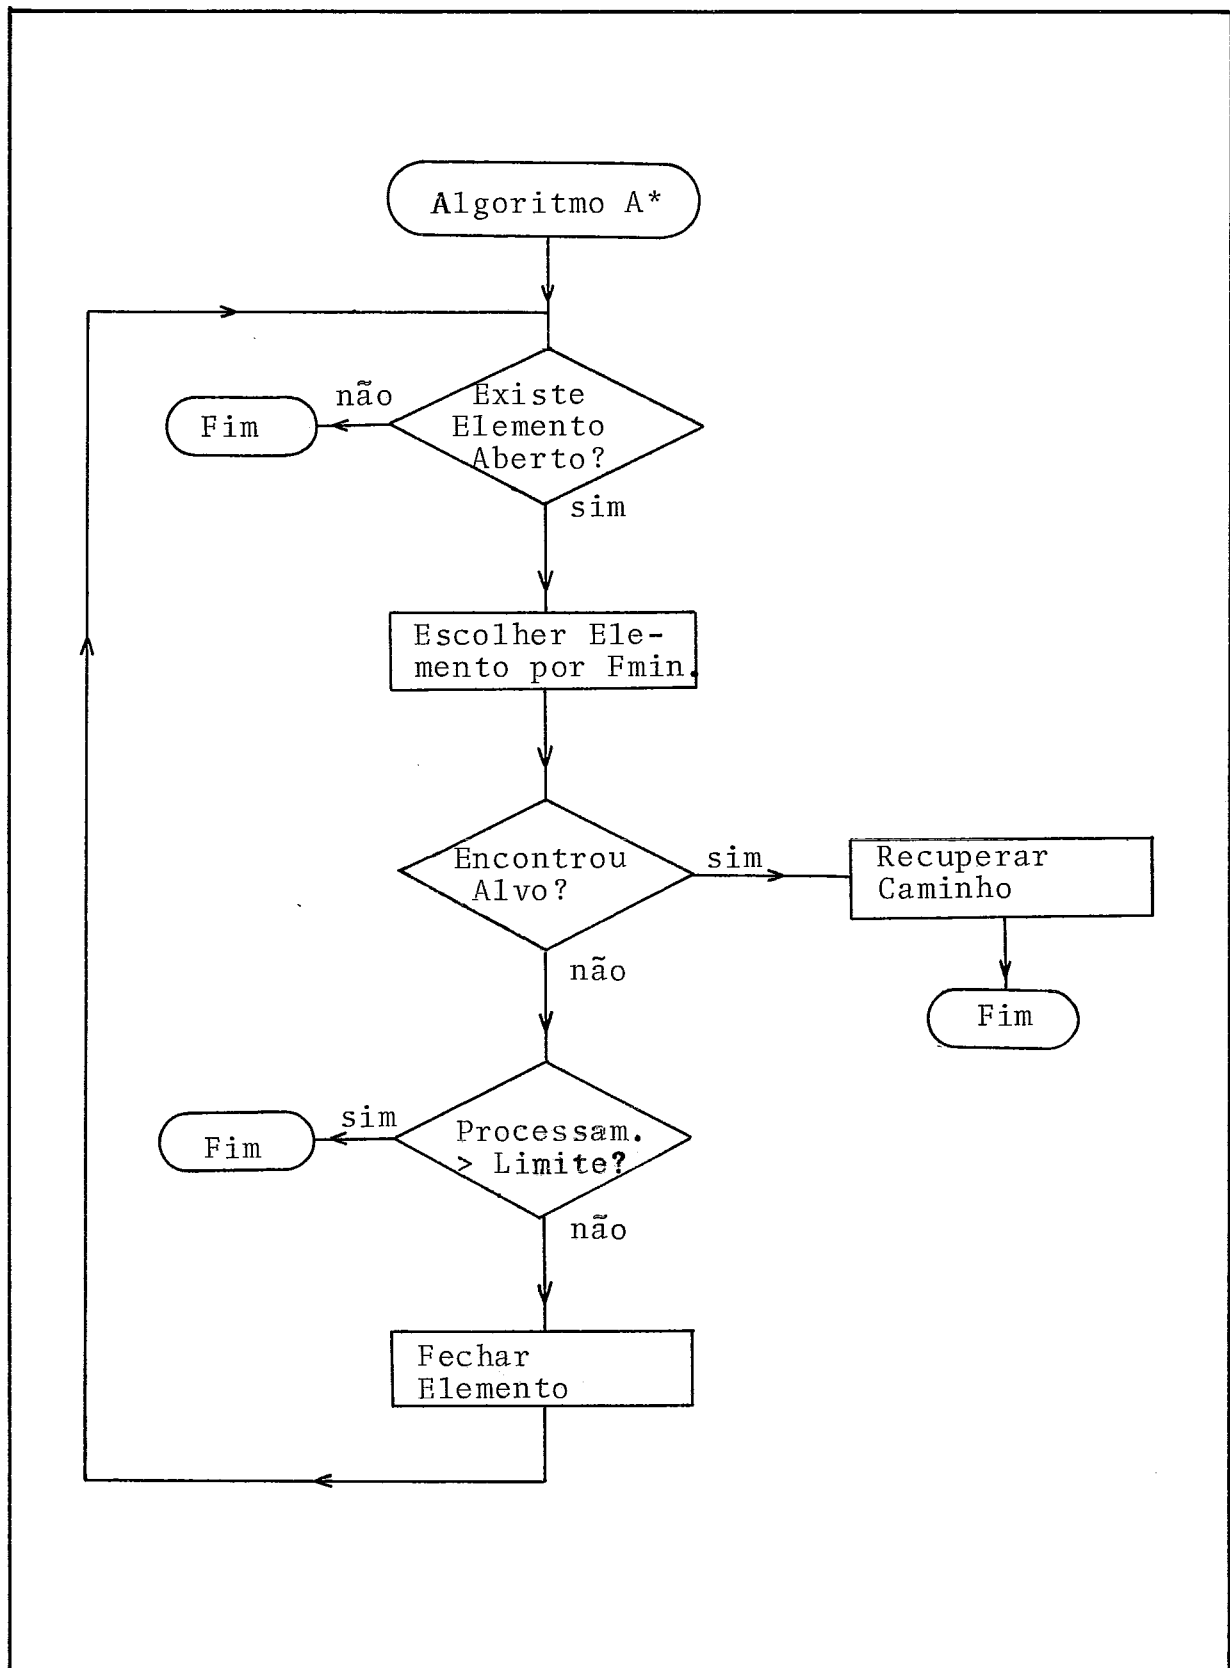 Algoritmo A*
não
Existe
Elemento
Aberto?
Fim
sim
Escolher Ele-
mento por Fmin.
Encontrou
Alvo?
sim
Recuperar
Caminho
não
Fim
sim
Processam.
> Limite?
Fim
não
Fechar
Elemento